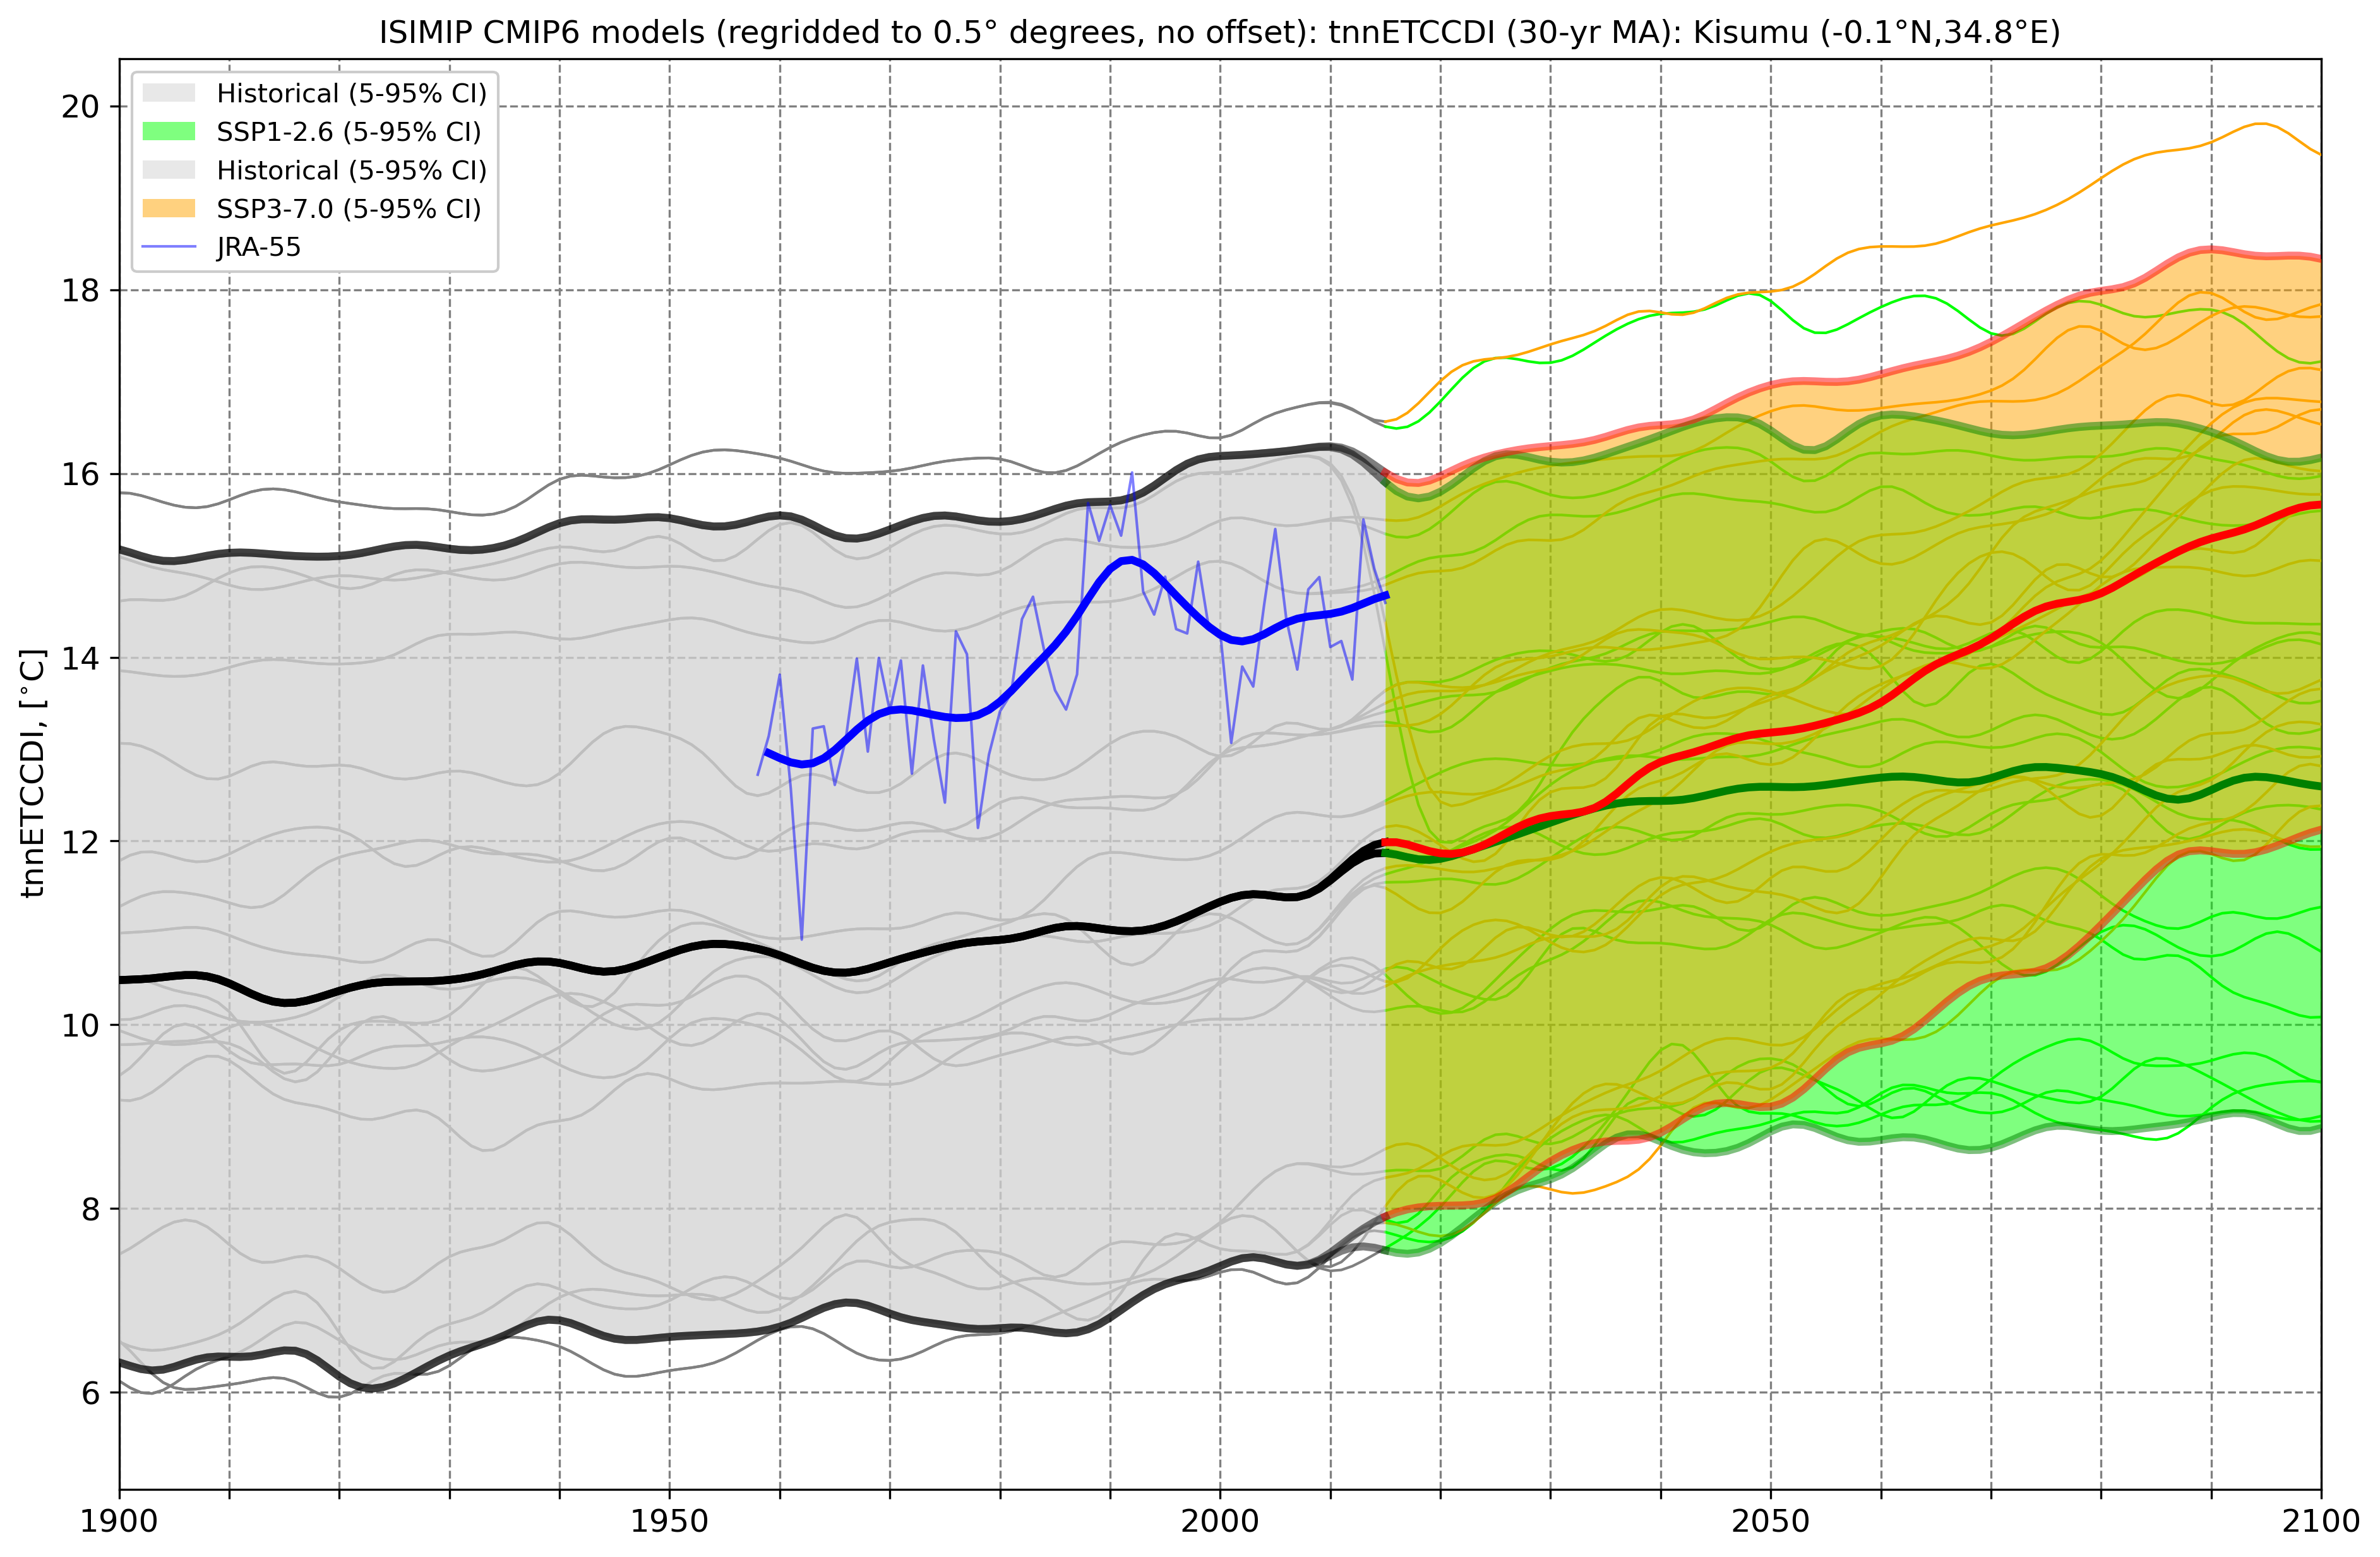 ISIMIP CMIP6 models (regridded to 0.5° degrees, no offset): tnnETCCDI (30-yr MA): Kisumu (-0.1°N,34.8°E)
Historical (5-95% CI)
SSP1-2.6 (5-95% CI)
Historical (5-95% CI)
SSP3-7.0 (5-95% CI)
JRA-55
tnnETCCDI, [°C]
20
18
16
14
12
10
8
6
1900
1950
2000
2050
2100